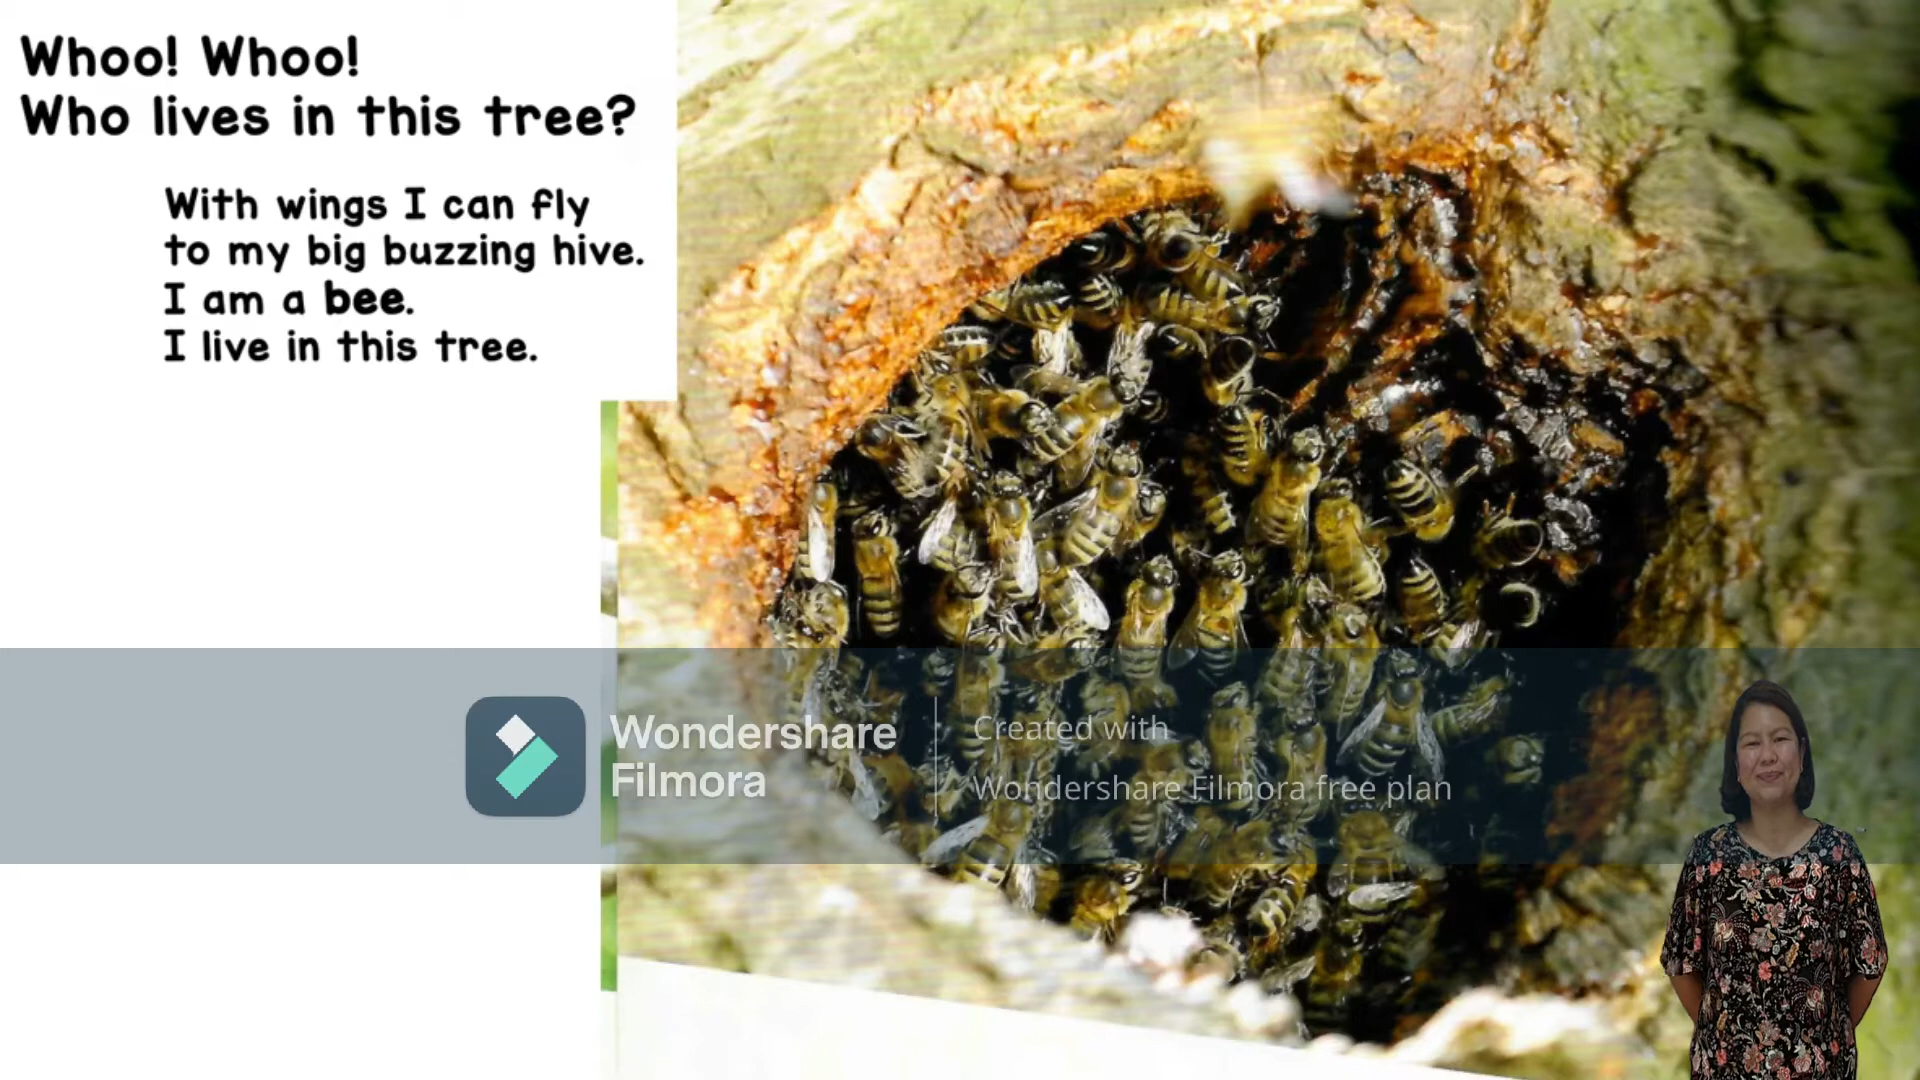 Whoo! Whoo!
Who lives in this tree?
With wings I can fly
to my big buzzing hive.
I am a bee.
I live in this tree.
Wondershare
Filmora
Created with
Wondershare Filmora free plan